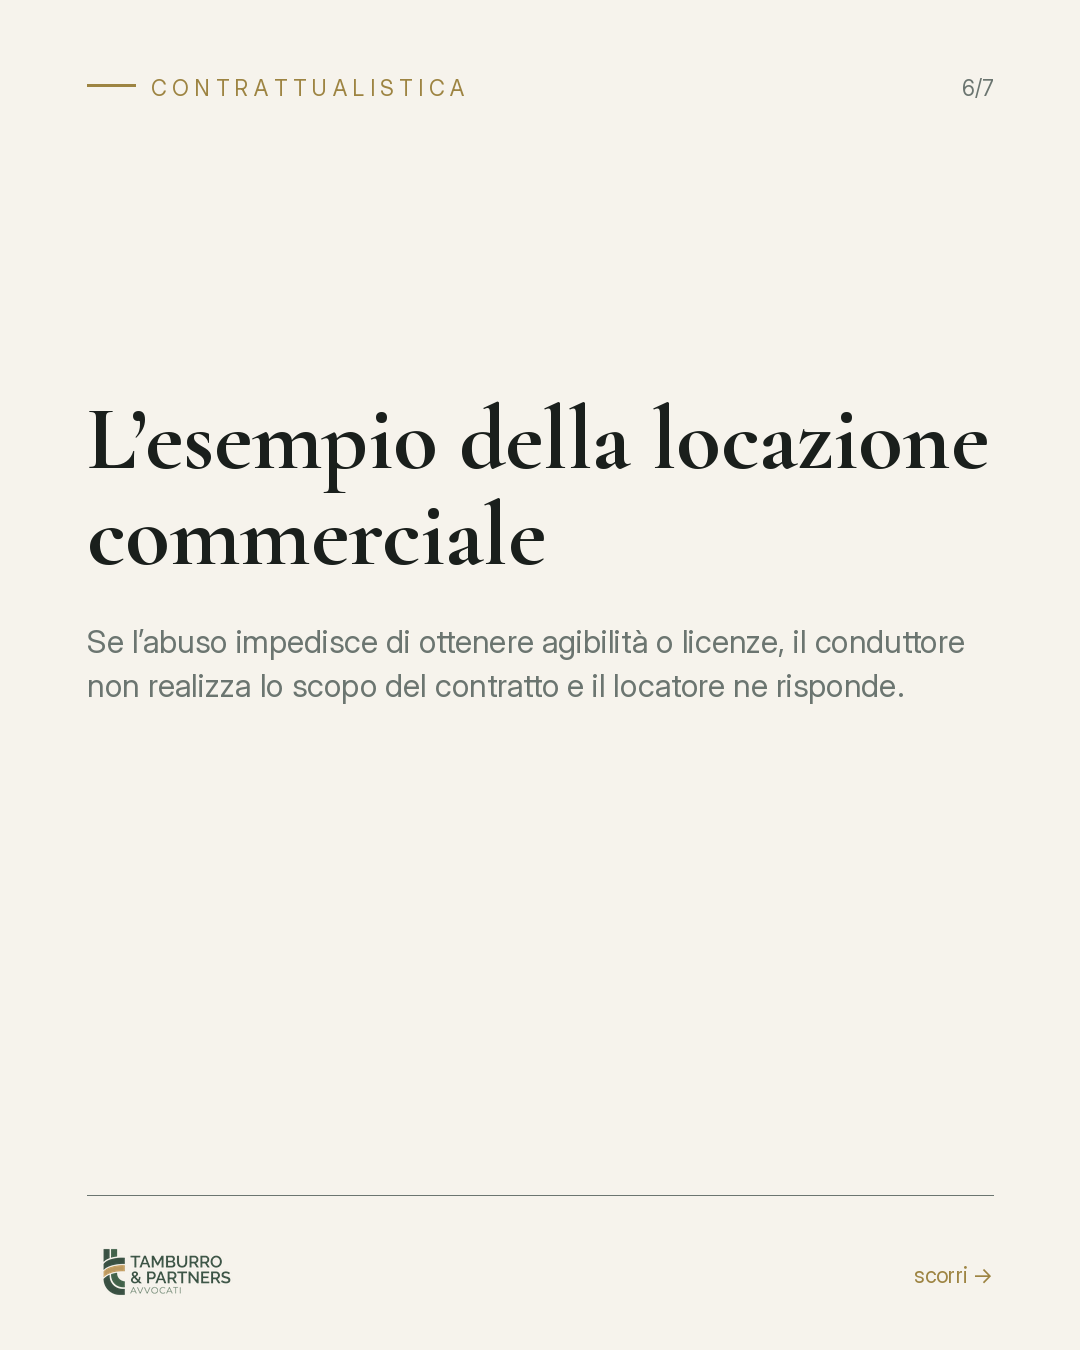 CONTRATTUALISTICA
6/7
L’esempio della locazione
commerciale
Se l’abuso impedisce di ottenere agibilità o licenze, il conduttore
non realizza lo scopo del contratto e il locatore ne risponde.
TAMBURRO
& PARTNERS
AVVOCATI
scorri →